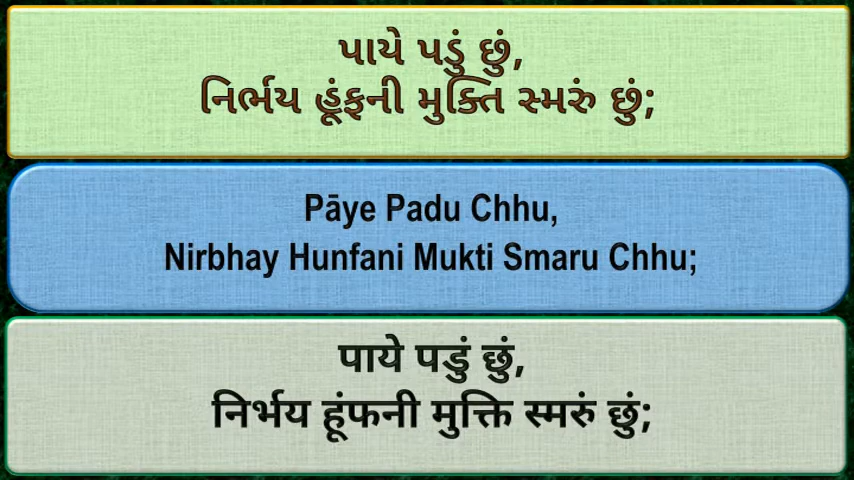 પાયે પડું છું,
નિર્ભય હૂંફની મુક્તિ સ્મરું છું;
Pāye Padu Chhu,
Nirbhay Hunfani Mukti Smaru Chhu;
पाये पडुं छुं,
निर्भय हूंफनी मुक्ति स्मरुं छुं;